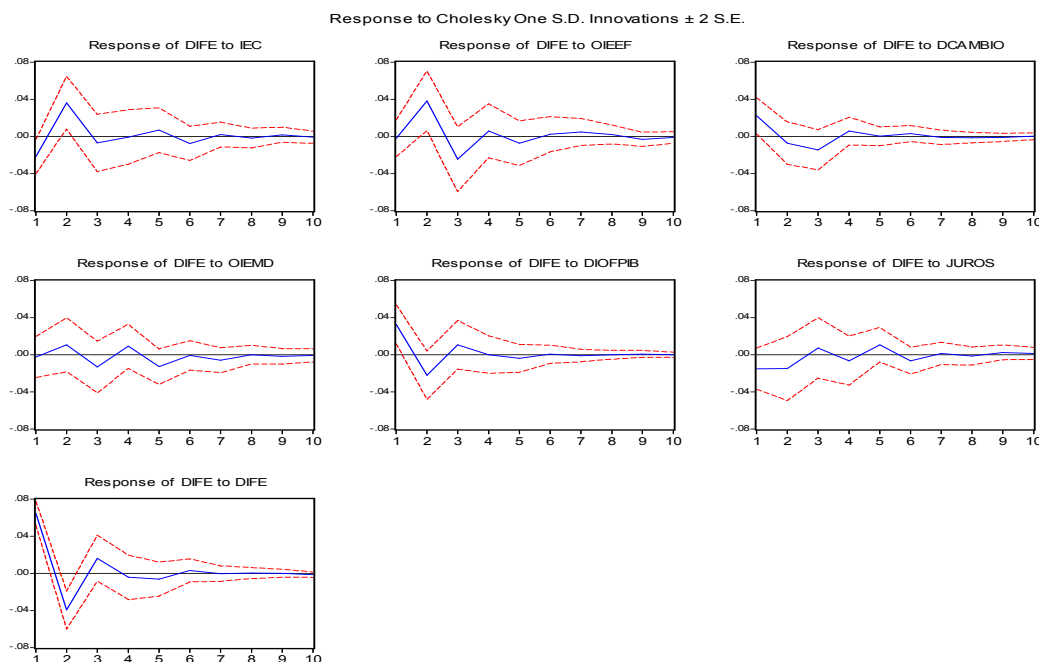 Response to Cholesky One S.D. Innovations ± 2 S.E.
Response of DIFE to IEC
.08
.04
.00
-.04
-.08
1 2 3 4 5 6 7 8 9 10
Response of DIFE to OIEEF
.08
.04
.00
-.04
-.08
1 2 3 4 5 6 7 8 9 10
Response of DIFE to DCAMBIO
.08
.04
.00
-.04
-.08
1 2 3 4 5 6 7 8 9 10
Response of DIFE to OIEMD
.08
.04
.00
-.04
-.08
1 2 3 4 5 6 7 8 9 10
Response of DIFE to DIOFPIB
.08
.04
.00
-.04
-.08
1 2 3 4 5 6 7 8 9 10
Response of DIFE to JUROS
.08
.04
.00
-.04
-.08
1 2 3 4 5 6 7 8 9 10
Response of DIFE to DIFE
.08
.04
.00
-.04
-.08
1 2 3 4 5 6 7 8 9 10